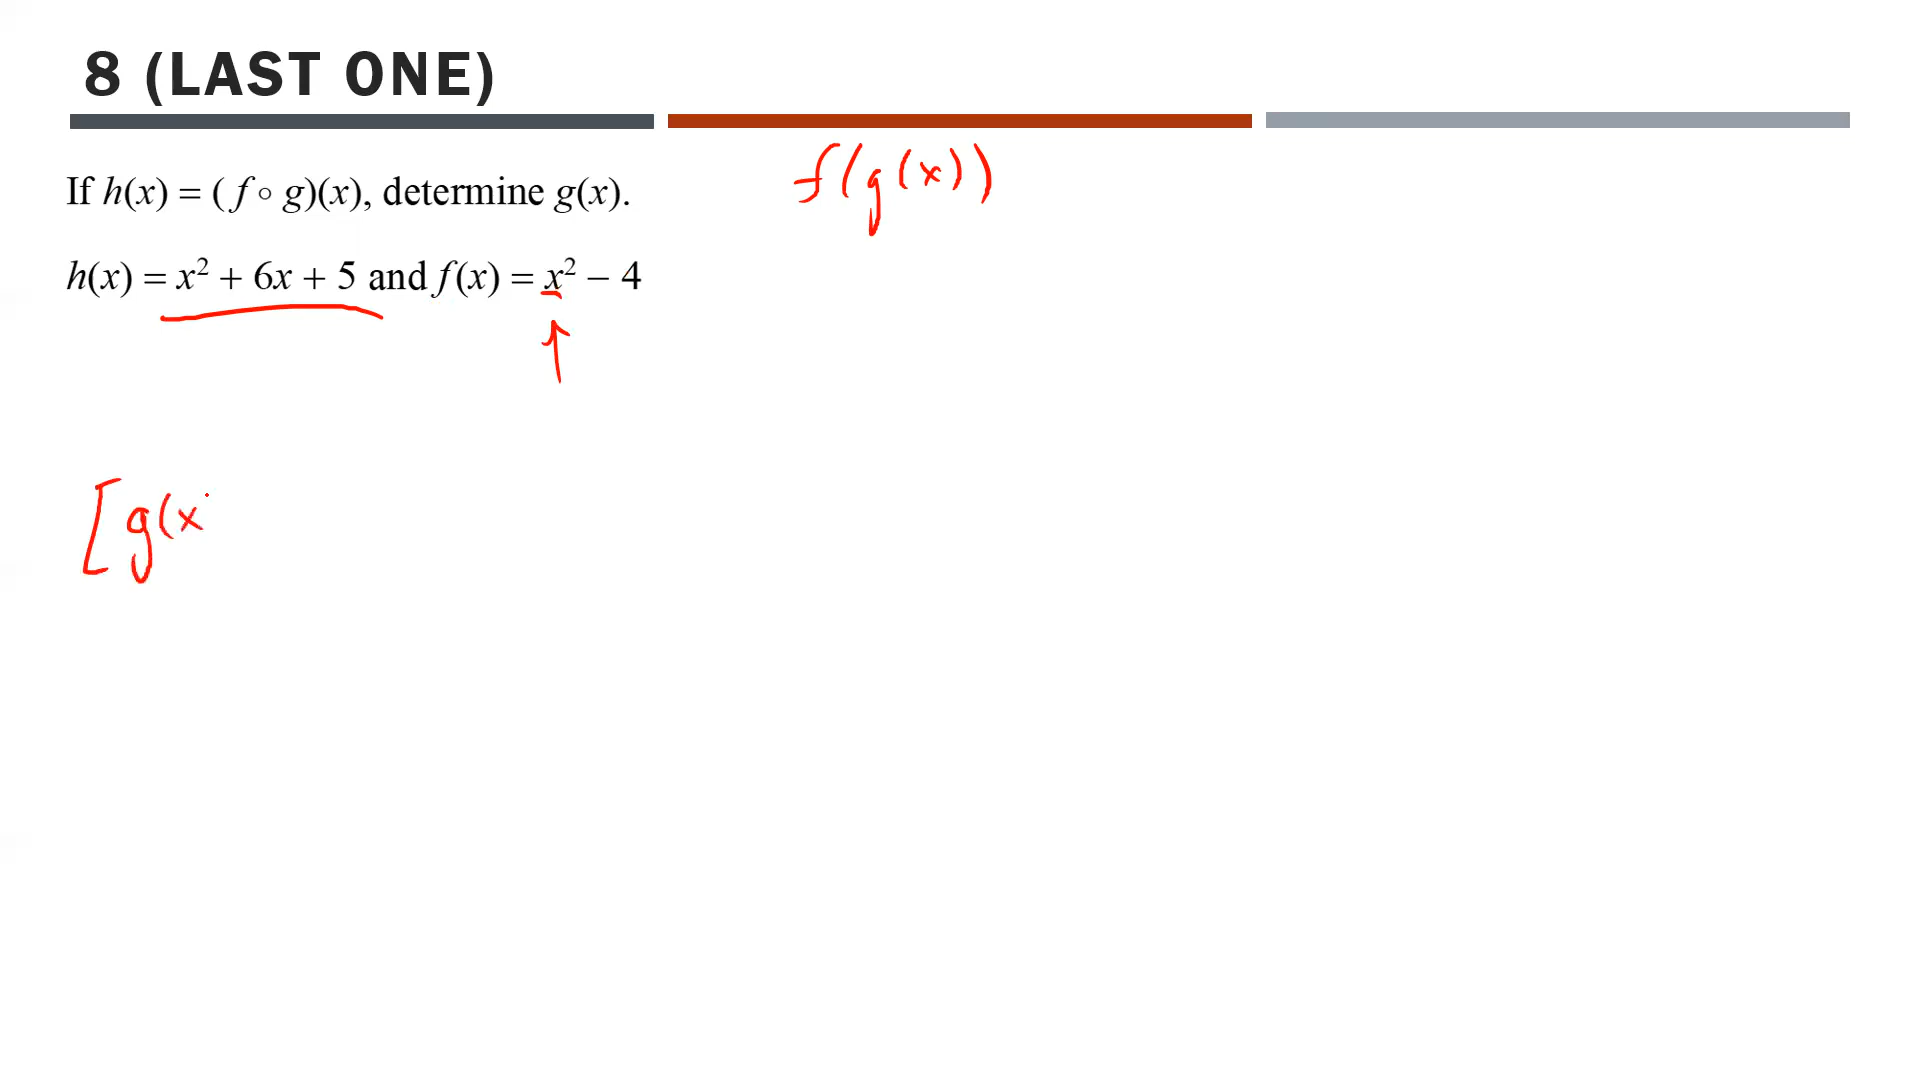 8 (LAST ONE)
f(g(x))
If h(x) = (f ∘ g)(x), determine g(x).
h(x) = x² + 6x + 5 and f(x) = x² − 4
[g(x